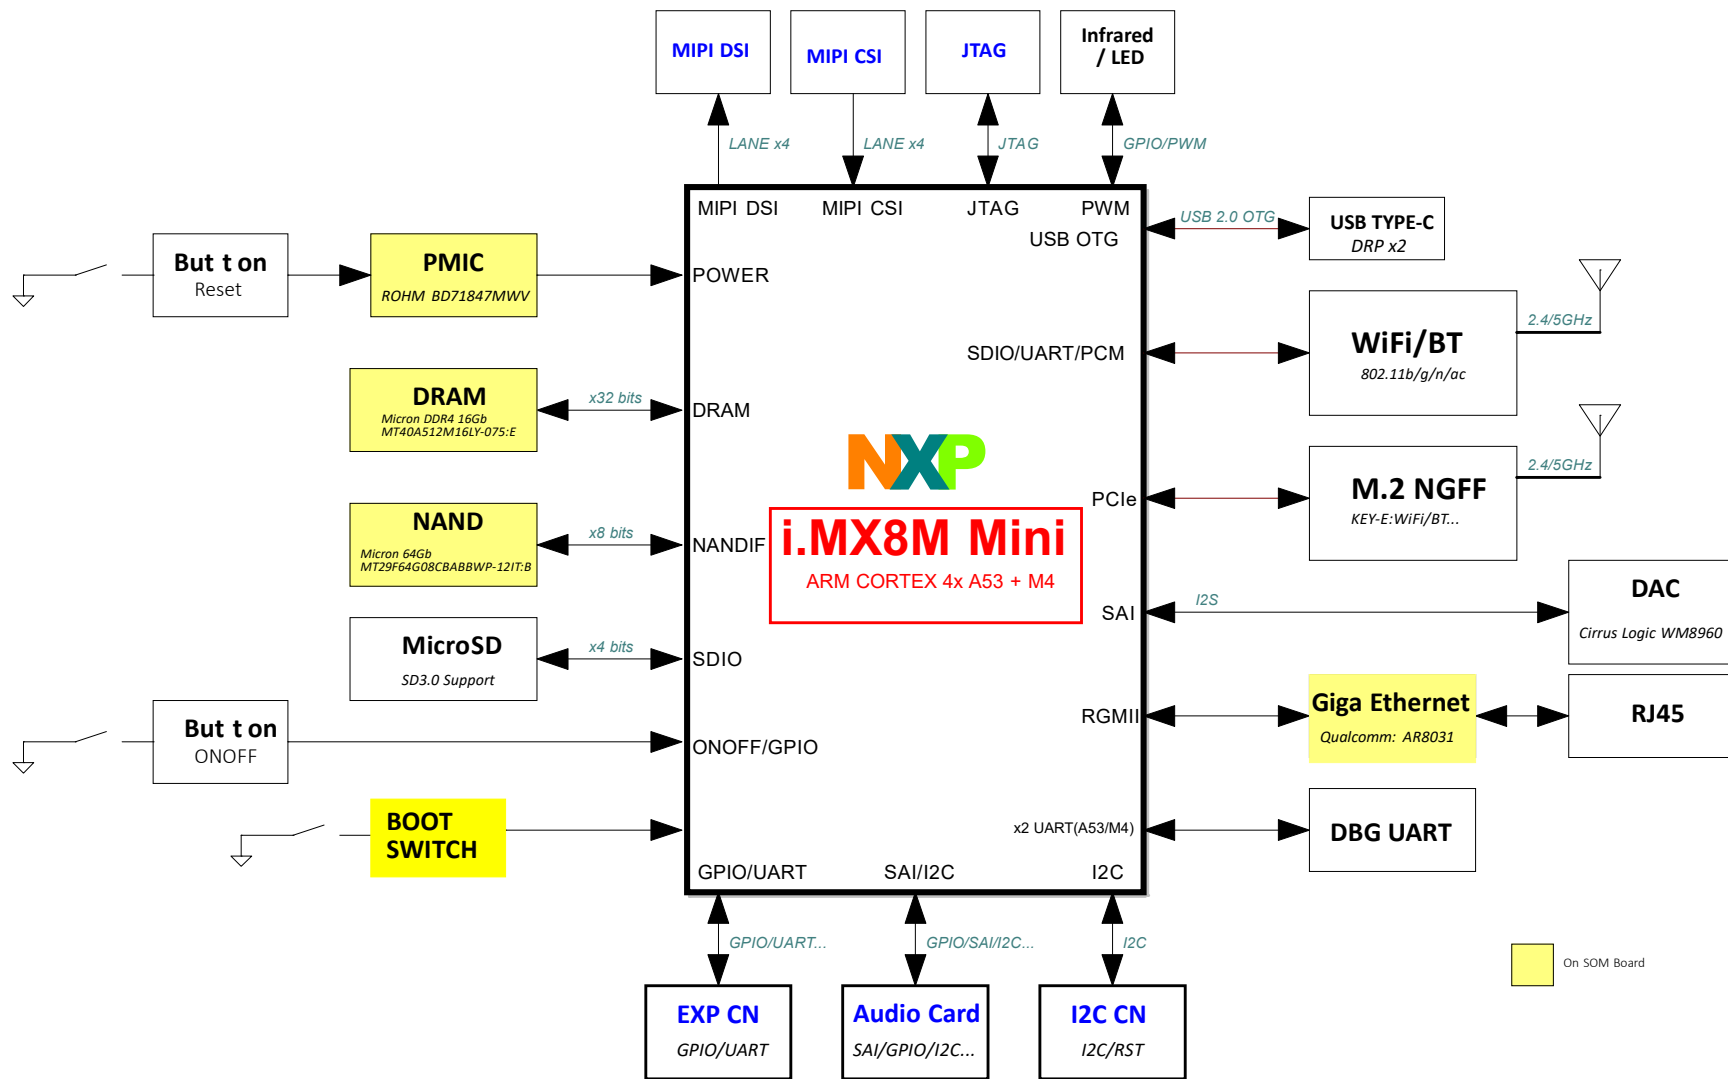 MIPI DSI
MIPI CSI
JTAG
Infrared
/ LED
LANE x4
LANE x4
JTAG
GPIO/PWM
MIPI DSI
MIPI CSI
JTAG
PWM
USB OTG
USB 2.0 OTG
USB TYPE-C
DRP x2
But t on
Reset
PMIC
ROHM BD71847MWV
POWER
2.4/5GHz
WiFi/BT
802.11b/g/n/ac
SDIO/UART/PCM
DRAM
Micron DDR4 16Gb
MT40A512M16LY-075:E
x32 bits
DRAM
NXP
2.4/5GHz
M.2 NGFF
KEY-E:WiFi/BT...
PCIe
NAND
Micron 64Gb
MT29F64G08CBABBWP-12IT:B
x8 bits
NANDIF
i.MX8M Mini
ARM CORTEX 4x A53 + M4
SAI
I2S
DAC
Cirrus Logic WM8960
MicroSD
SD3.0 Support
x4 bits
SDIO
RGMII
Giga Ethernet
Qualcomm: AR8031
RJ45
But t on
ONOFF
ONOFF/GPIO
BOOT
SWITCH
x2 UART(A53/M4)
DBG UART
GPIO/UART
SAI/I2C
I2C
GPIO/UART...
GPIO/SAI/I2C...
I2C
On SOM Board
EXP CN
GPIO/UART
Audio Card
SAI/GPIO/I2C...
I2C CN
I2C/RST